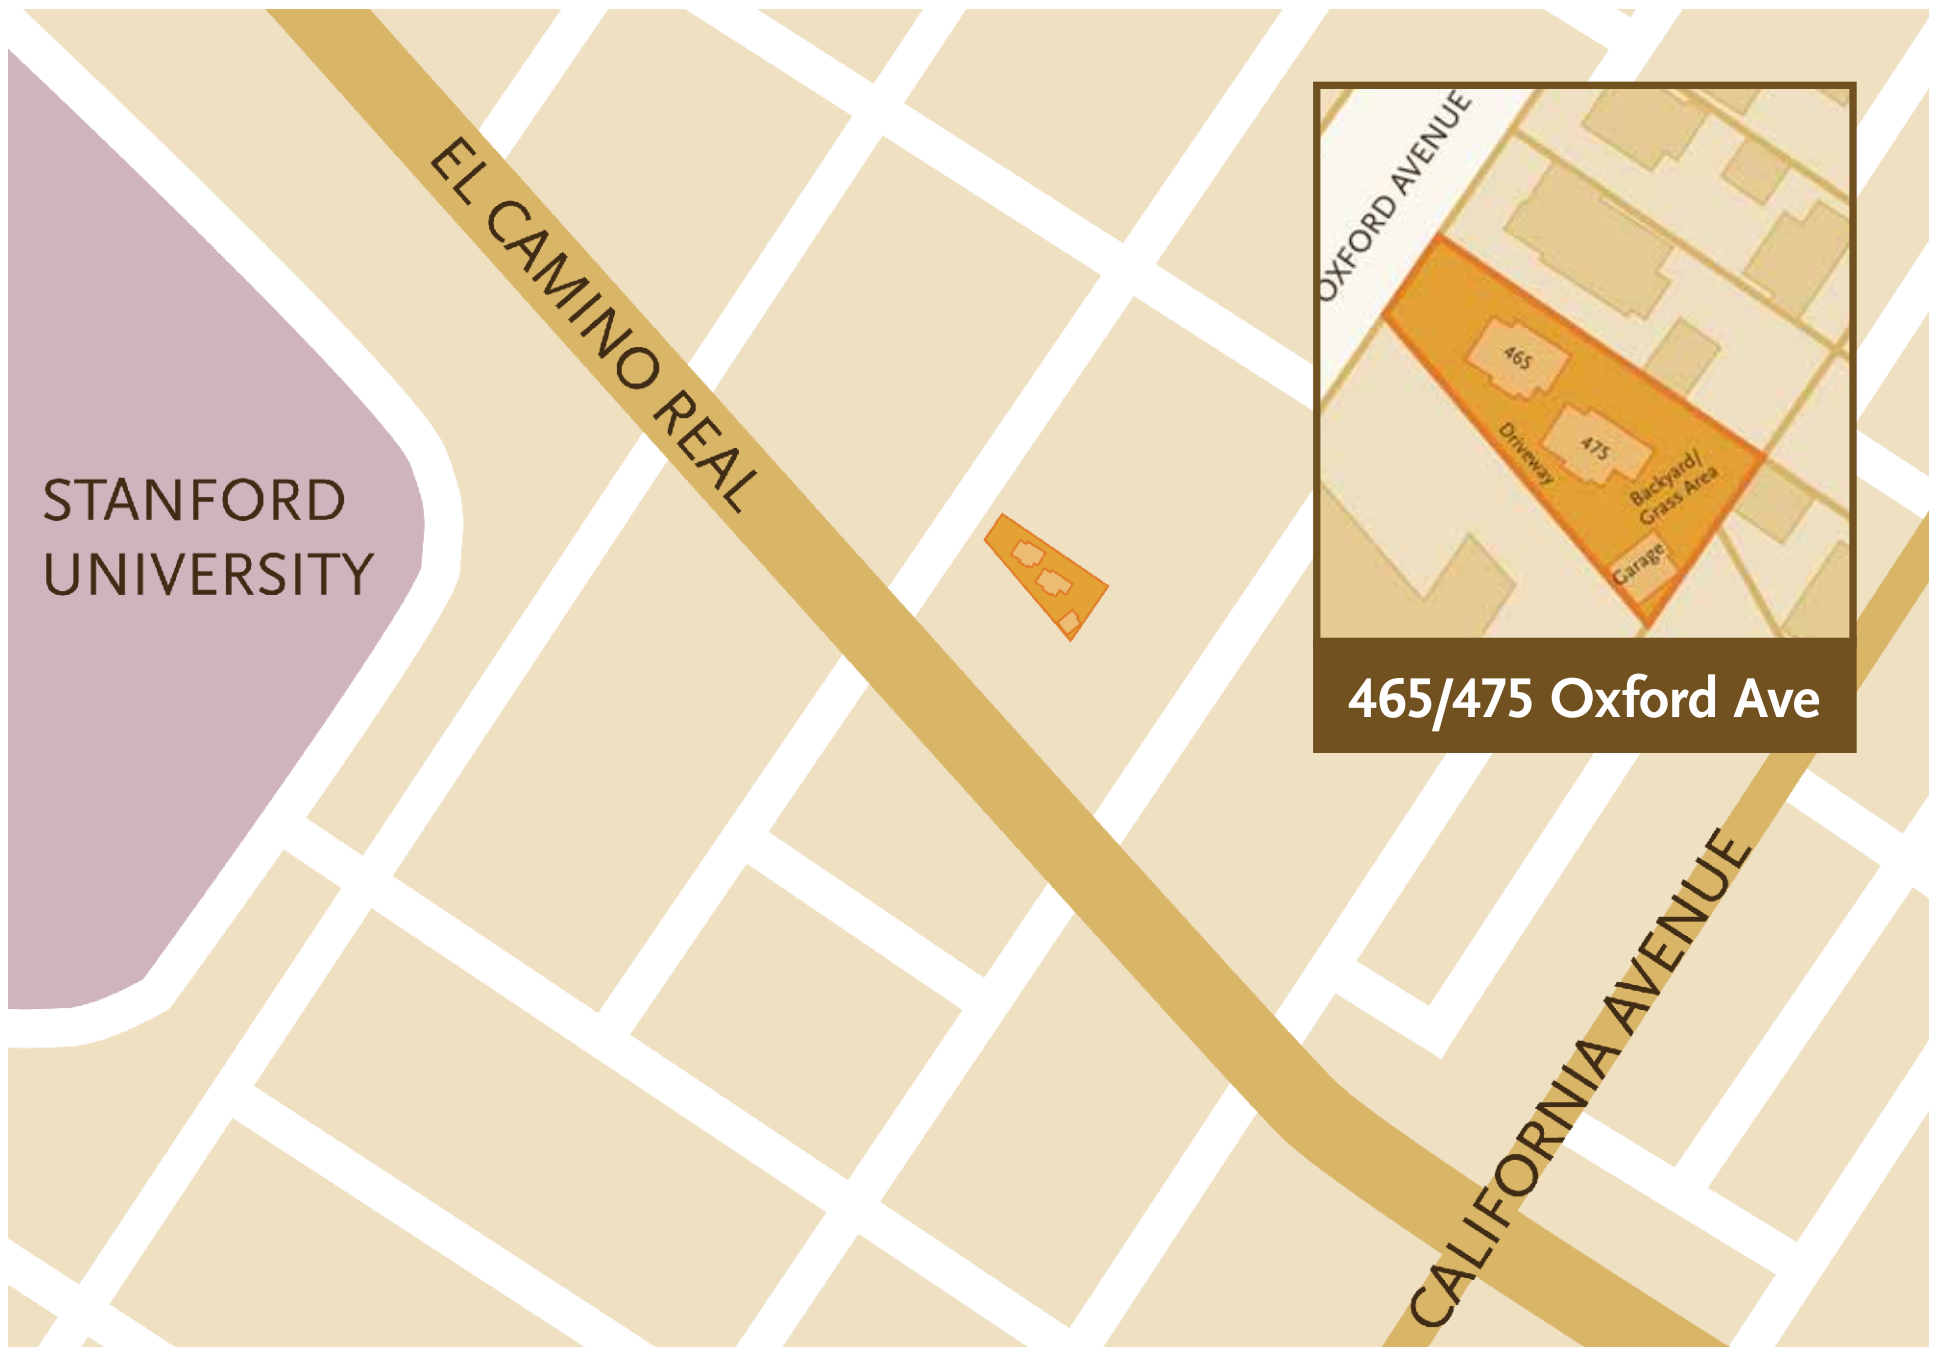 EL CAMINO REAL
STANFORD
UNIVERSITY
OXFORD AVENUE
465
475
Driveway
Backyard/
Grass Area
Garage
465/475 Oxford Ave
CALIFORNIA AVENUE